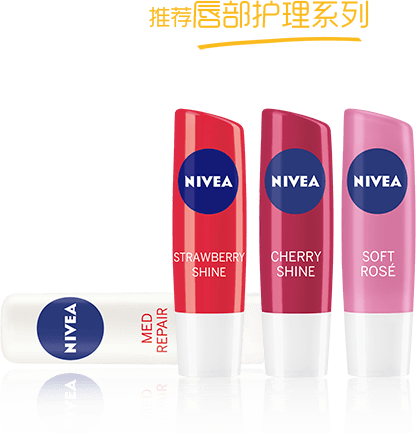 推荐唇部护理系列
NIVEA
STRAWBERRY
SHINE
NIVEA
CHERRY
SHINE
NIVEA
SOFT
ROSÉ
NIVEA
MED
REPAIR